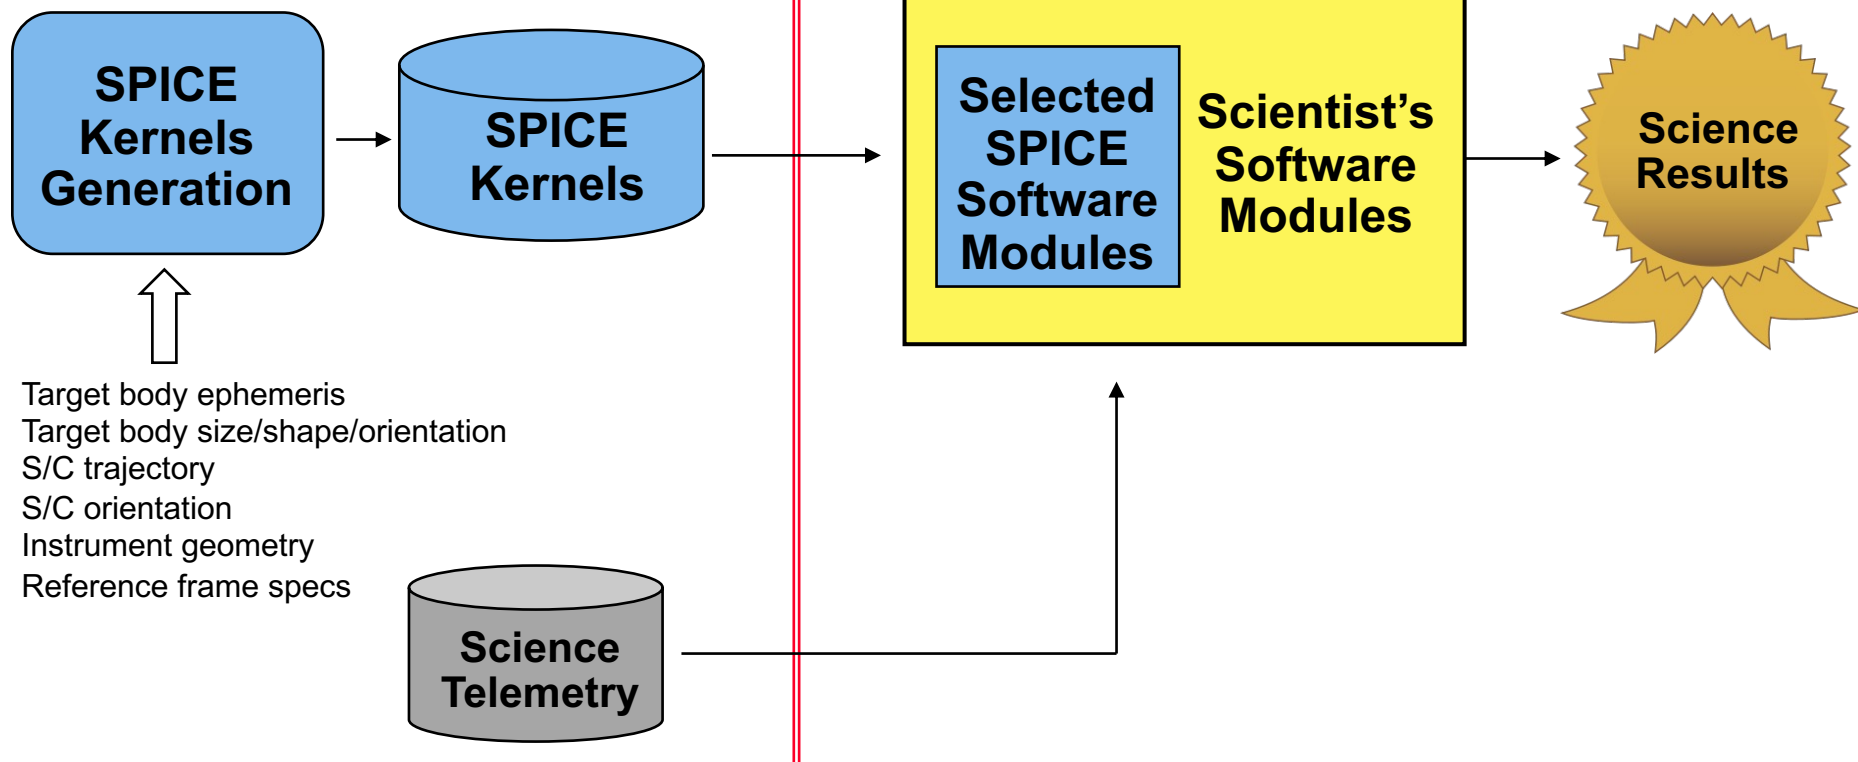 SPICE
Kernels
Generation
SPICE
Kernels
Selected
SPICE
Software
Modules
Scientist’s
Software
Modules
Science
Results
Target body ephemeris
Target body size/shape/orientation
S/C trajectory
S/C orientation
Instrument geometry
Reference frame specs
Science
Telemetry